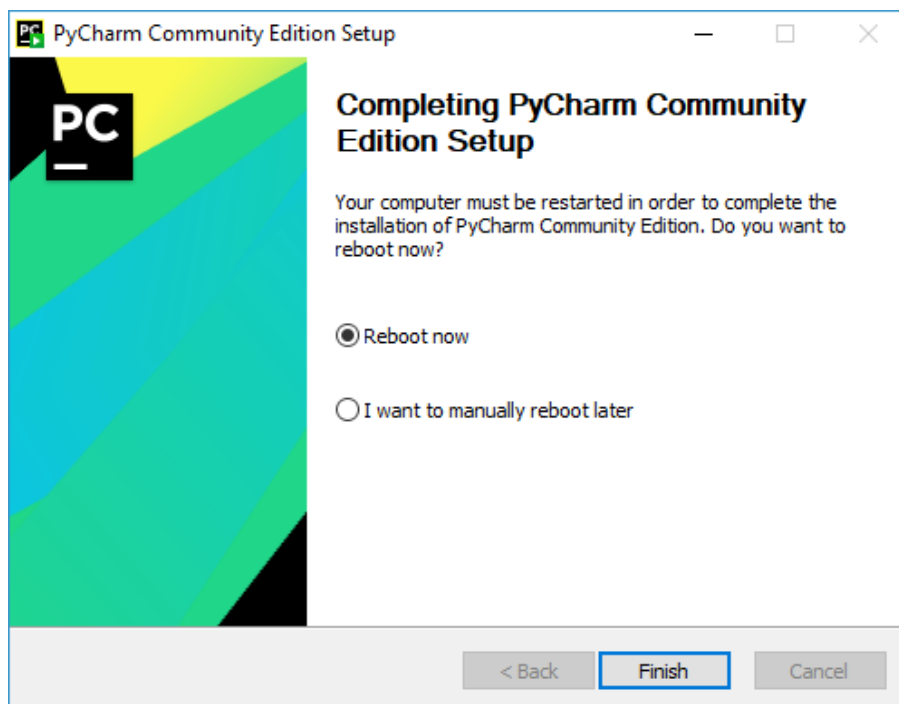 PyCharm Community Edition Setup
PC
Completing PyCharm Community
Edition Setup
Your computer must be restarted in order to complete the
installation of PyCharm Community Edition. Do you want to
reboot now?
Reboot now
I want to manually reboot later
< Back
Finish
Cancel